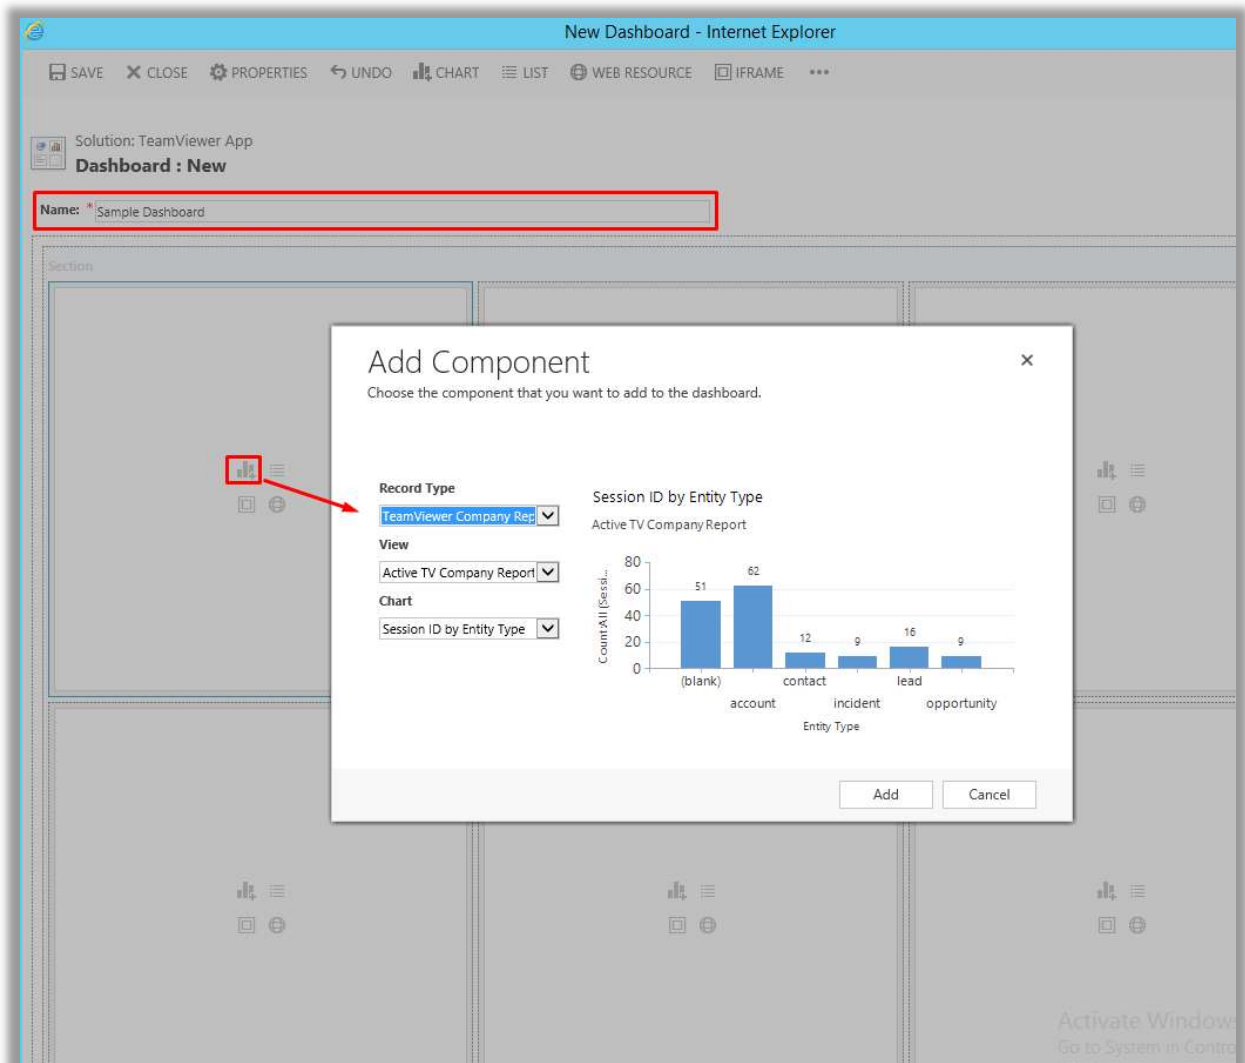 New Dashboard - Internet Explorer
SAVE CLOSE PROPERTIES UNDO CHART LIST WEB RESOURCE IFRAME •••
Solution: TeamViewer App
Dashboard : New
Name: * Sample Dashboard
Section
Add Component
Choose the component that you want to add to the dashboard.
Record Type
TeamViewer Company Rep
View
Active TV Company Report
Chart
Session ID by Entity Type
Session ID by Entity Type
Active TV Company Report
Count:All (Sessi...
80
60
40
20
0
51
62
12
9
16
9
(blank)
account
contact
incident
lead
opportunity
Entity Type
Add
Cancel
Activate Windows
Go to System in Contro